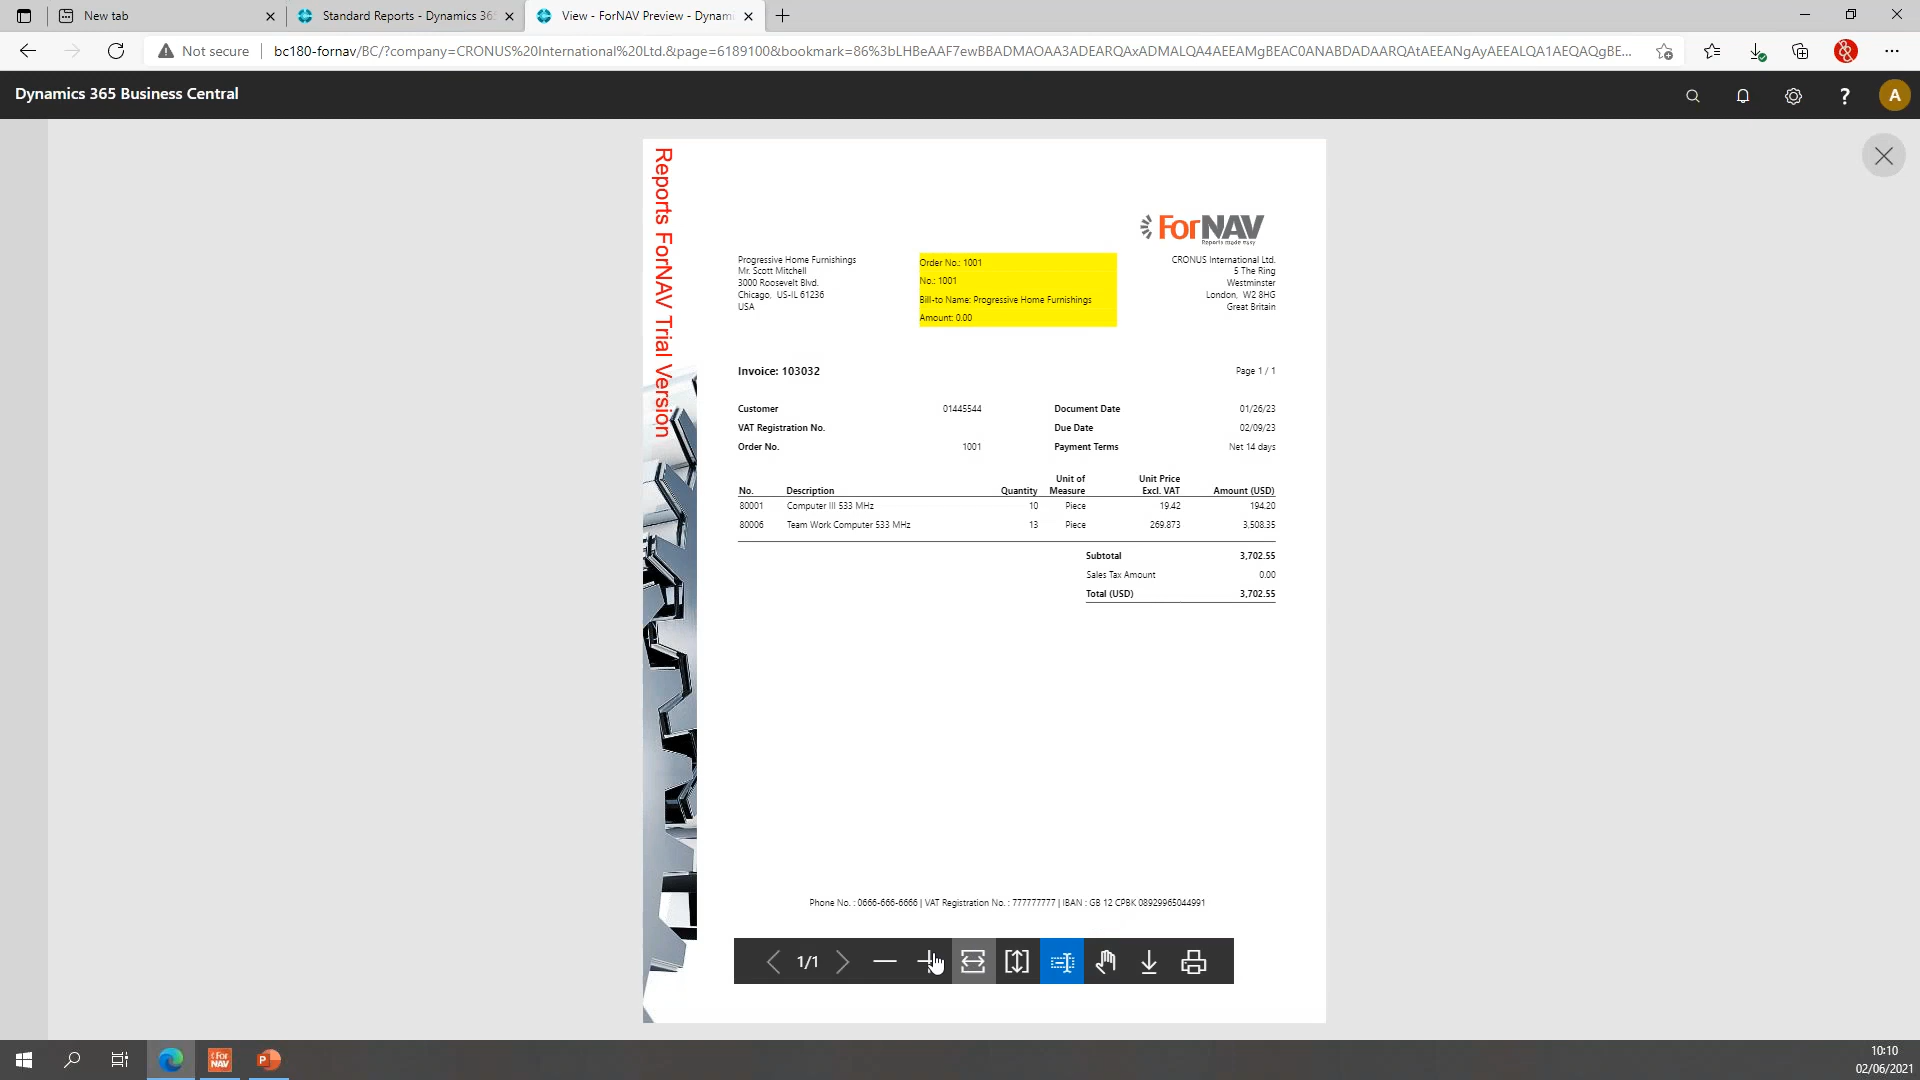 New tab
Standard Reports - Dynamics 36
View - ForNAV Preview - Dynam
Not secure
bc180-fornav/BC/?company=CRONUS%20International%20Ltd.&page=6189100&bookmark=86%3bLHBeAAF7ewBBADMAOAA3ADEARQAxADMALQA4AEEAMgBEAC0ANABDADAARQAtAEEANgAyAEEALQA1AEQAQgBE...
Dynamics 365 Business Central
?
A
Reports ForNAV Trial Version
ForNAV
Reports made easy
Progressive Home Furnishings
Mr. Scott Mitchell
3000 Roosevelt Blvd.
Chicago, US-IL 61236
USA
Order No.: 1001
No.: 1001
Bill-to Name: Progressive Home Furnishings
Amount: 0.00
CRONUS International Ltd.
5 The Ring
Westminster
London, W2 8HG
Great Britain
Invoice: 103032
Page 1 / 1
Customer 01445544 Document Date 01/26/23
VAT Registration No. Due Date 02/09/23
Order No. 1001 Payment Terms Net 14 days
Unit of Unit Price
No. Description Quantity Measure Excl. VAT Amount (USD)
80001 Computer III 533 MHz 10 Piece 19.42 194.20
80006 Team Work Computer 533 MHz 13 Piece 269.873 3,508.35
Subtotal 3,702.55
Sales Tax Amount 0.00
Total (USD) 3,702.55
Phone No. : 0666-666-6666 | VAT Registration No. : 777777777 | IBAN : GB 12 CPBK 08929965044991
1/1
For
NAV
P
10:10
02/06/2021